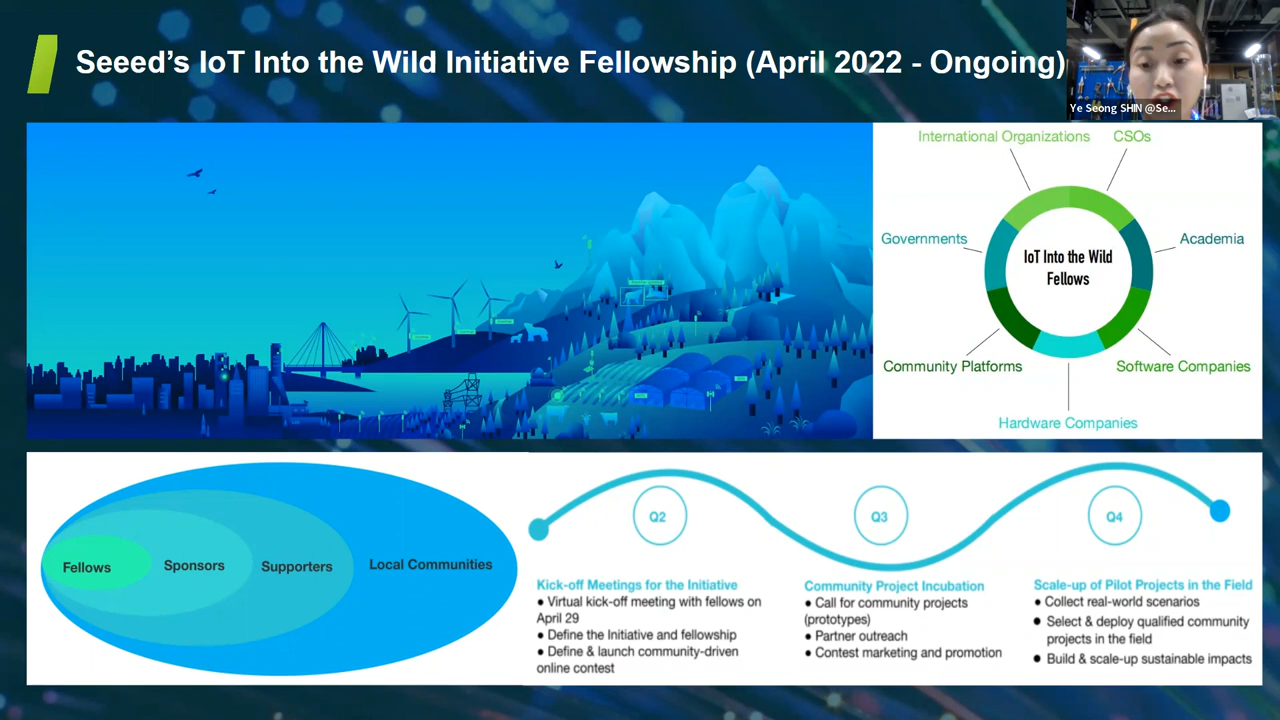 Seeed's IoT Into the Wild Initiative Fellowship (April 2022 - Ongoing)
Ye Seong SHIN @Se...
International Organizations
CSOs
Governments
Academia
IoT Into the Wild
Fellows
Community Platforms
Software Companies
Hardware Companies
Fellows
Sponsors
Supporters
Local Communities
Q2
Q3
Q4
Kick-off Meetings for the Initiative
● Virtual kick-off meeting with fellows on
April 29
● Define the Initiative and fellowship
● Define & launch community-driven
online contest
Community Project Incubation
● Call for community projects
(prototypes)
● Partner outreach
● Contest marketing and promotion
Scale-up of Pilot Projects in the Field
● Collect real-world scenarios
● Select & deploy qualified community
projects in the field
● Build & scale-up sustainable impacts